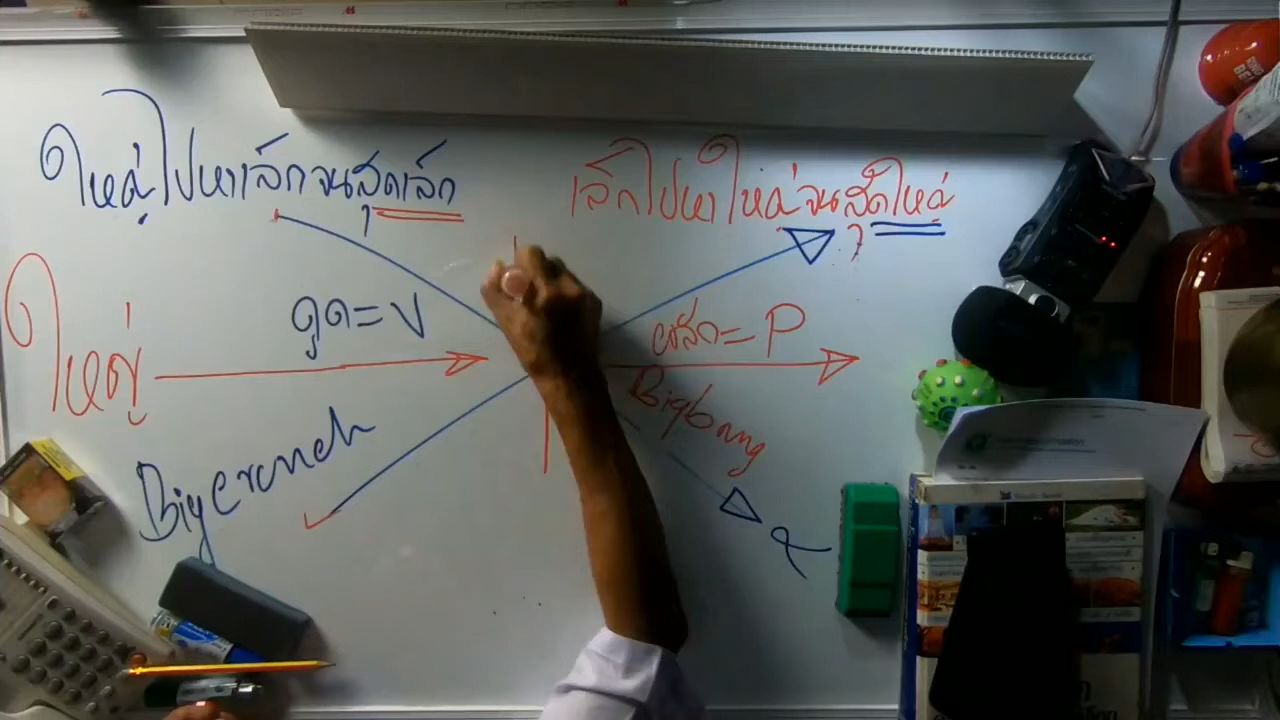 ใหญ่ไปหาเล็กจนสุดเล็ก
เล็กไปหาใหญ่จนสุดใหญ่
ใหญ่
ดูด=V
ผลัก=P
Bigbang
Bigcrunch